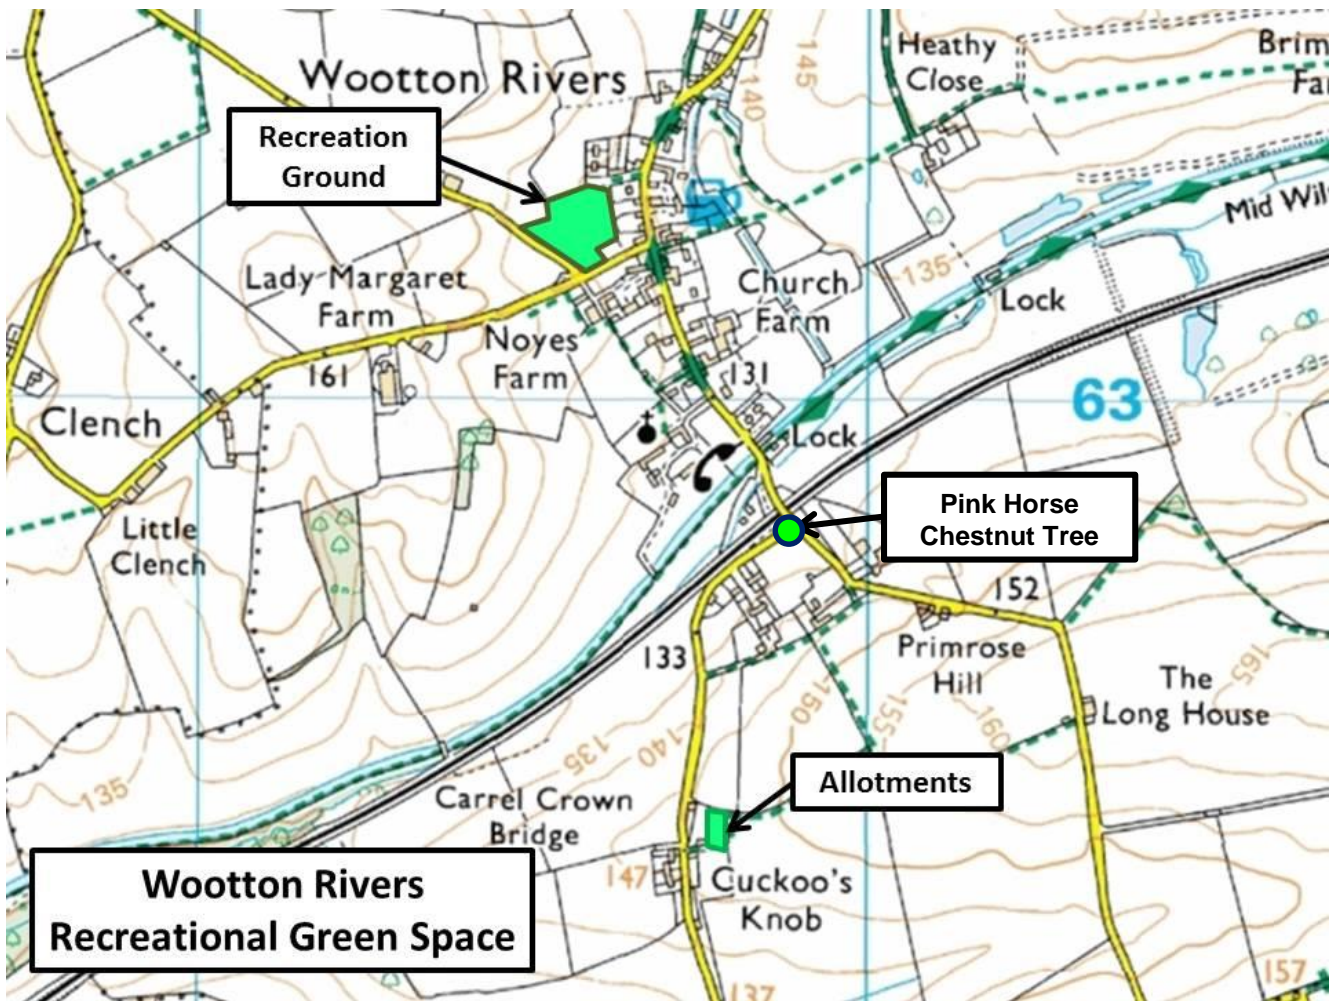 145
140
Heathy
Close
Brim
Fa
Wootton Rivers
Recreation
Ground
Mid Wil
135
Lady Margaret
Farm
Church
Farm
Lock
Noyes
Farm
161
131
63
Clench
Lock
Pink Horse
Chestnut Tree
Little
Clench
152
133
Primrose
Hill
165
The
Long House
150
155
160
135
140
135
Allotments
Carrel Crown
Bridge
147
Cuckoo's
Knob
Wootton Rivers
Recreational Green Space
137
157